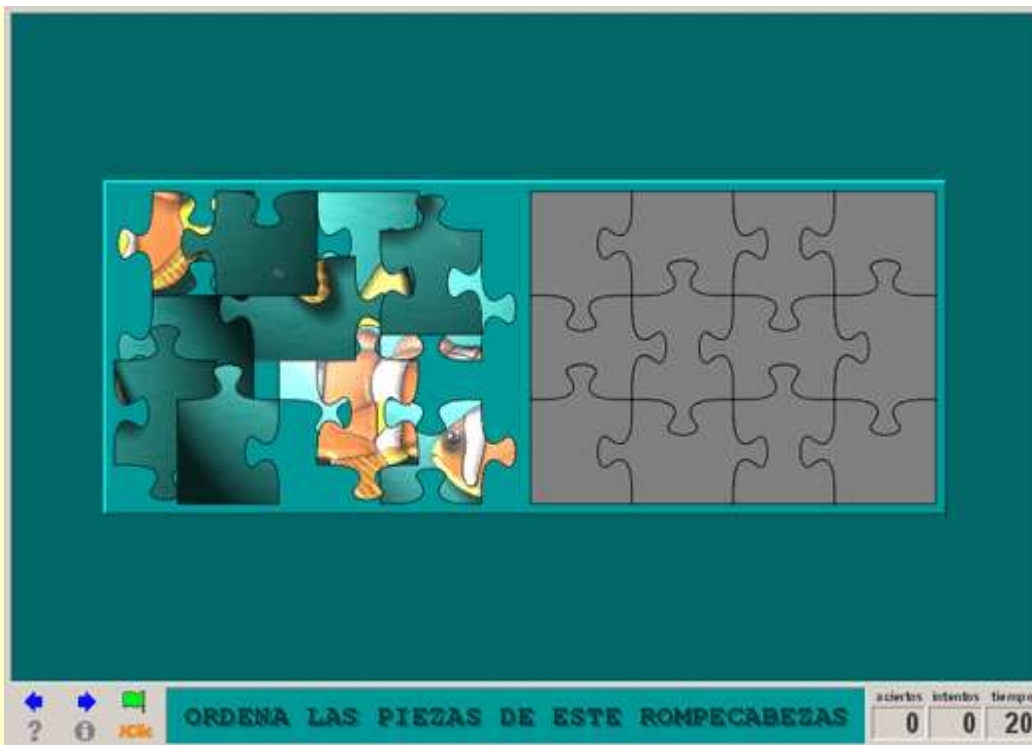 ORDENA LAS PIEZAS DE ESTE ROMPECABEZAS
aciertos intentos tiempo
0 0 20
? i JClic